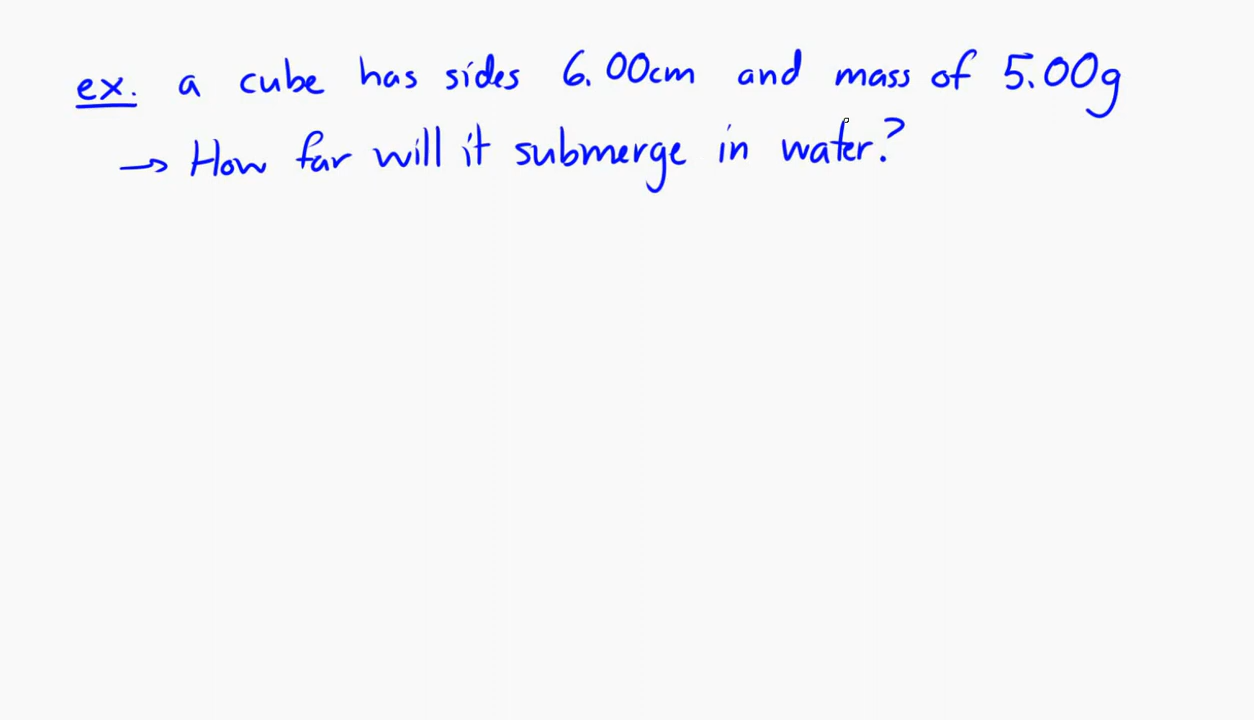 ex. a cube has sides 6.00cm and mass of 5.00g
→ How far will it submerge in water?